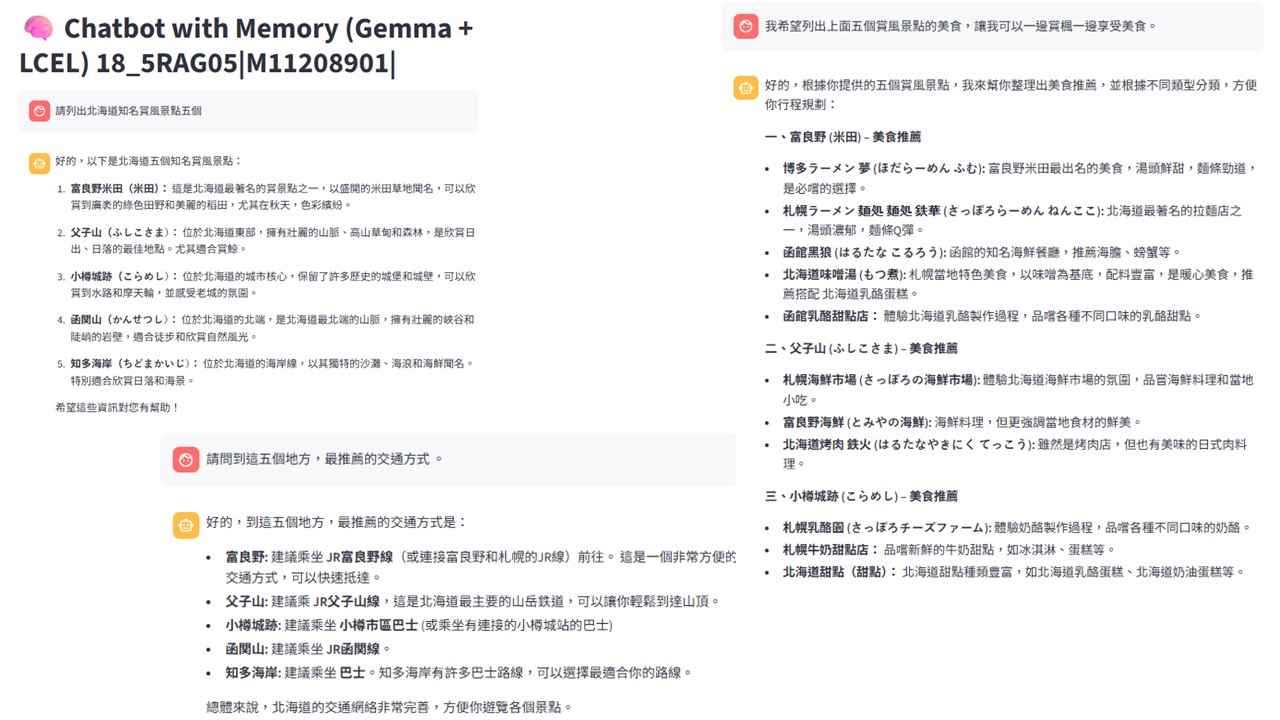 Chatbot with Memory (Gemma +
LCEL) 18_5RAG05|M11208901|
請列出北海道知名賞風景點五個
好的，以下是北海道五個知名賞風景點：
1. 富良野米田（米田）： 這是北海道最著名的賞景點之一，以盛開的米田草地聞名，可以欣
賞到廣袤的綠色田野和美麗的稻田，尤其在秋天，色彩繽紛。
2. 父子山（ふしこさま）： 位於北海道東部，擁有壯麗的山脈、高山草甸和森林，是欣賞日
出、日落的最佳地點。尤其適合賞鯨。
3. 小樽城跡（こらめし）： 位於北海道的城市核心，保留了許多歷史的城堡和城壁，可以欣
賞到水路和摩天輪，並感受老城的氛圍。
4. 函関山（かんせつし）： 位於北海道的北端，是北海道最北端的山脈，擁有壯麗的峽谷和
陡峭的岩壁，適合徒步和欣賞自然風光。
5. 知多海岸（ちどまかいじ）： 位於北海道的海岸線，以其獨特的沙灘、海浪和海鮮聞名。
特別適合欣賞日落和海景。
希望這些資訊對您有幫助！
請問到這五個地方，最推薦的交通方式 。
好的，到這五個地方，最推薦的交通方式是：
• 富良野: 建議乘坐 JR富良野線（或連接富良野和札幌的JR線）前往。 這是一個非常方便的
交通方式，可以快速抵達。
• 父子山: 建議乘 JR父子山線，這是北海道最主要的山岳鉄道，可以讓你輕鬆到達山頂。
• 小樽城跡: 建議乘坐 小樽市區巴士 (或乘坐有連接的小樽城站的巴士)
• 函関山: 建議乘坐 JR函関線。
• 知多海岸: 建議乘坐 巴士。知多海岸有許多巴士路線，可以選擇最適合你的路線。
總體來說，北海道的交通網絡非常完善，方便你遊覽各個景點。
我希望列出上面五個賞風景點的美食，讓我可以一邊賞楓一邊享受美食。
好的，根據你提供的五個賞風景點，我來幫你整理出美食推薦，並根據不同類型分類，方便
你行程規劃：
一、富良野 (米田) – 美食推薦
• 博多ラーメン 夢 (ほだらーめん ふむ): 富良野米田最出名的美食，湯頭鮮甜，麵條勁道，
是必嚐的選擇。
• 札幌ラーメン 麺処 麺処 鉄華 (さっぽろらーめん ねんここ): 北海道最著名的拉麵店之
一，湯頭濃郁，麵條Q彈。
• 函館黑狼 (はるたな こるろう): 函館的知名海鮮餐廳，推薦海膽、螃蟹等。
• 北海道味噌湯 (もつ煮): 札幌當地特色美食，以味噌為基底，配料豐富，是暖心美食，推
薦搭配 北海道乳酪蛋糕。
• 函館乳酪甜點店： 體驗北海道乳酪製作過程，品嚐各種不同口味的乳酪甜點。
二、父子山 (ふしこさま) – 美食推薦
• 札幌海鮮市場 (さっぽろの海鮮市場): 體驗北海道海鮮市場的氛圍，品嘗海鮮料理和當地
小吃。
• 富良野海鮮 (とみやの海鮮): 海鮮料理，但更強調當地食材的鮮美。
• 北海道烤肉 鉄火 (はるたなやきにく てっこう): 雖然是烤肉店，但也有美味的日式肉料
理。
三、小樽城跡 (こらめし) – 美食推薦
• 札幌乳酪園 (さっぽろチーズファーム): 體驗奶酪製作過程，品嚐各種不同口味的奶酪。
• 札幌牛奶甜點店： 品嚐新鮮的牛奶甜點，如冰淇淋、蛋糕等。
• 北海道甜點（甜點）： 北海道甜點種類豐富，如北海道乳酪蛋糕、北海道奶油蛋糕等。